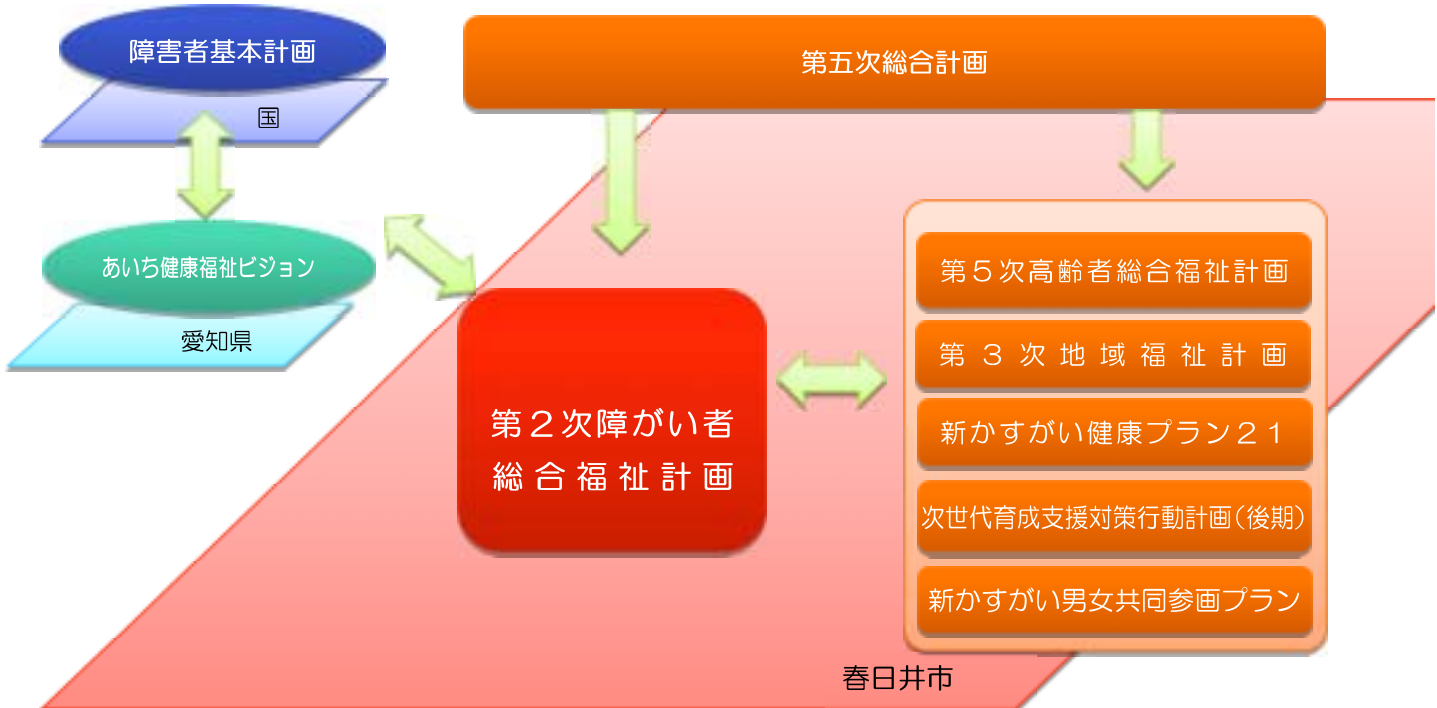 障害者基本計画
国
あいち健康福祉ビジョン
愛知県
第五次総合計画
第２次障がい者
総合福祉計画
第５次高齢者総合福祉計画
第３次地域福祉計画
新かすがい健康プラン２１
次世代育成支援対策行動計画(後期)
新かすがい男女共同参画プラン
春日井市